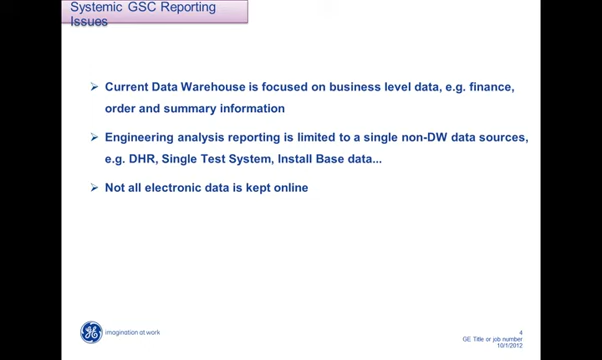 Systemic GSC Reporting
Issues
Current Data Warehouse is focused on business level data, e.g. finance,
order and summary information
Engineering analysis reporting is limited to a single non-DW data sources,
e.g. DHR, Single Test System, Install Base data...
Not all electronic data is kept online
imagination at work
4
GE Title or job number
10/1/2012